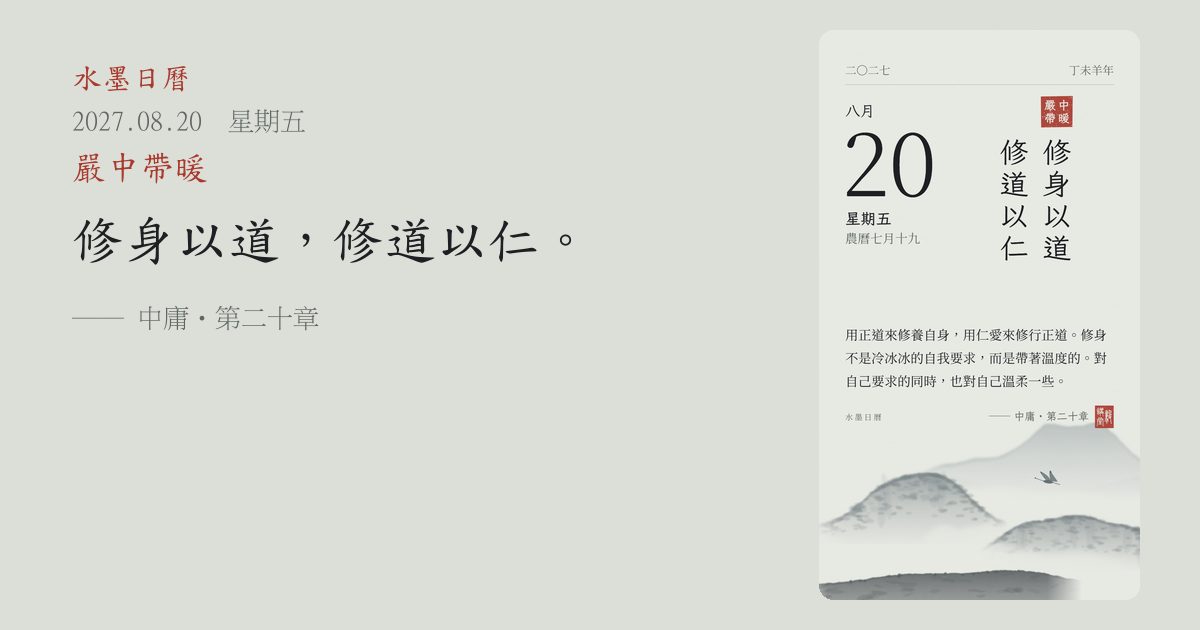 水墨日曆
2027.08.20 星期五
嚴中帶暖
修身以道，修道以仁。
—— 中庸・第二十章
二〇二七
丁未羊年
八月
20
星期五
農曆七月十九
嚴中帶暖
修身以道
修道以仁
用正道來修養自身，用仁愛來修行正道。修身
不是冷冰冰的自我要求，而是帶著溫度的。對
自己要求的同時，也對自己溫柔一些。
水墨日曆
—— 中庸・第二十章